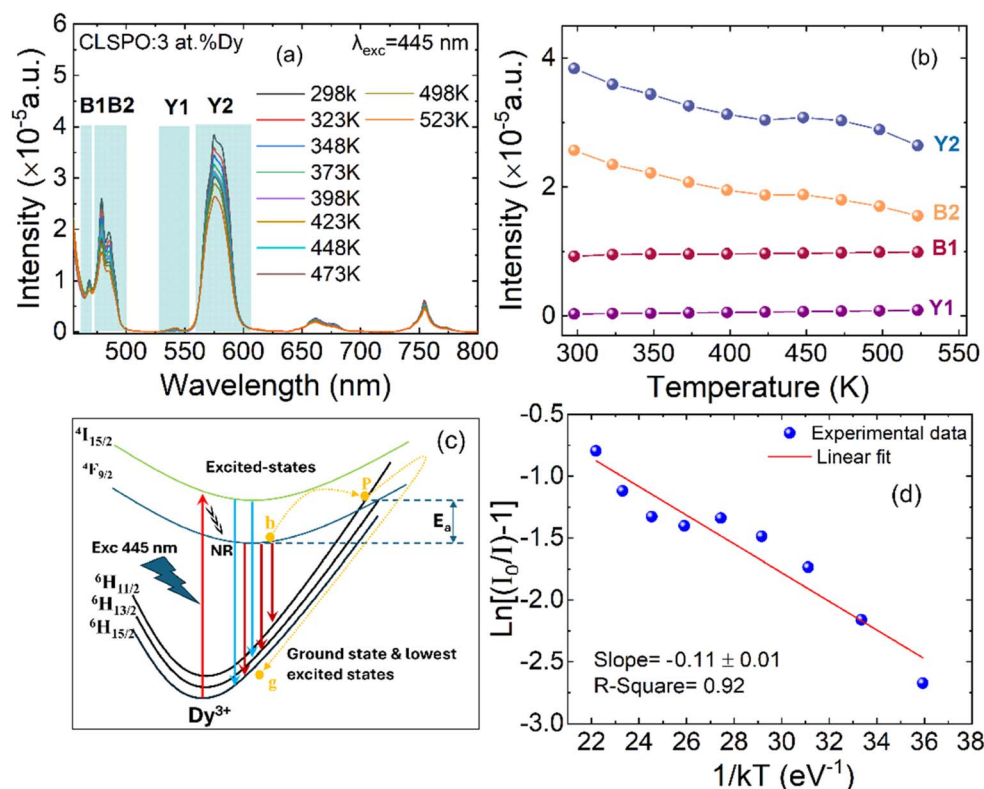 CLSPO:3 at.%Dy
λexc=445 nm
(a)
B1 B2 Y1 Y2
298k 498K
323K 523K
348K
373K
398K
423K
448K
473K
6
5
4
3
2
1
0
Intensity (×10⁻⁵a.u.)
500 550 600 650 700 750 800
Wavelength (nm)
(b)
4
2
0
Y2
B2
B1
Y1
Intensity (×10⁻⁵a.u.)
300 350 400 450 500 550
Temperature (K)
(c)
⁴I15/2
⁴F9/2
Excited-states
P
b
Ea
NR
Exc 445 nm
⁶H11/2
⁶H13/2
⁶H15/2
Ground state & lowest
excited states
g
Dy³⁺
-0.5
-1.0
-1.5
-2.0
-2.5
-3.0
Ln[(I₀/I)-1]
Experimental data
Linear fit
(d)
Slope= -0.11 ± 0.01
R-Square= 0.92
22 24 26 28 30 32 34 36 38
1/kT (eV⁻¹)